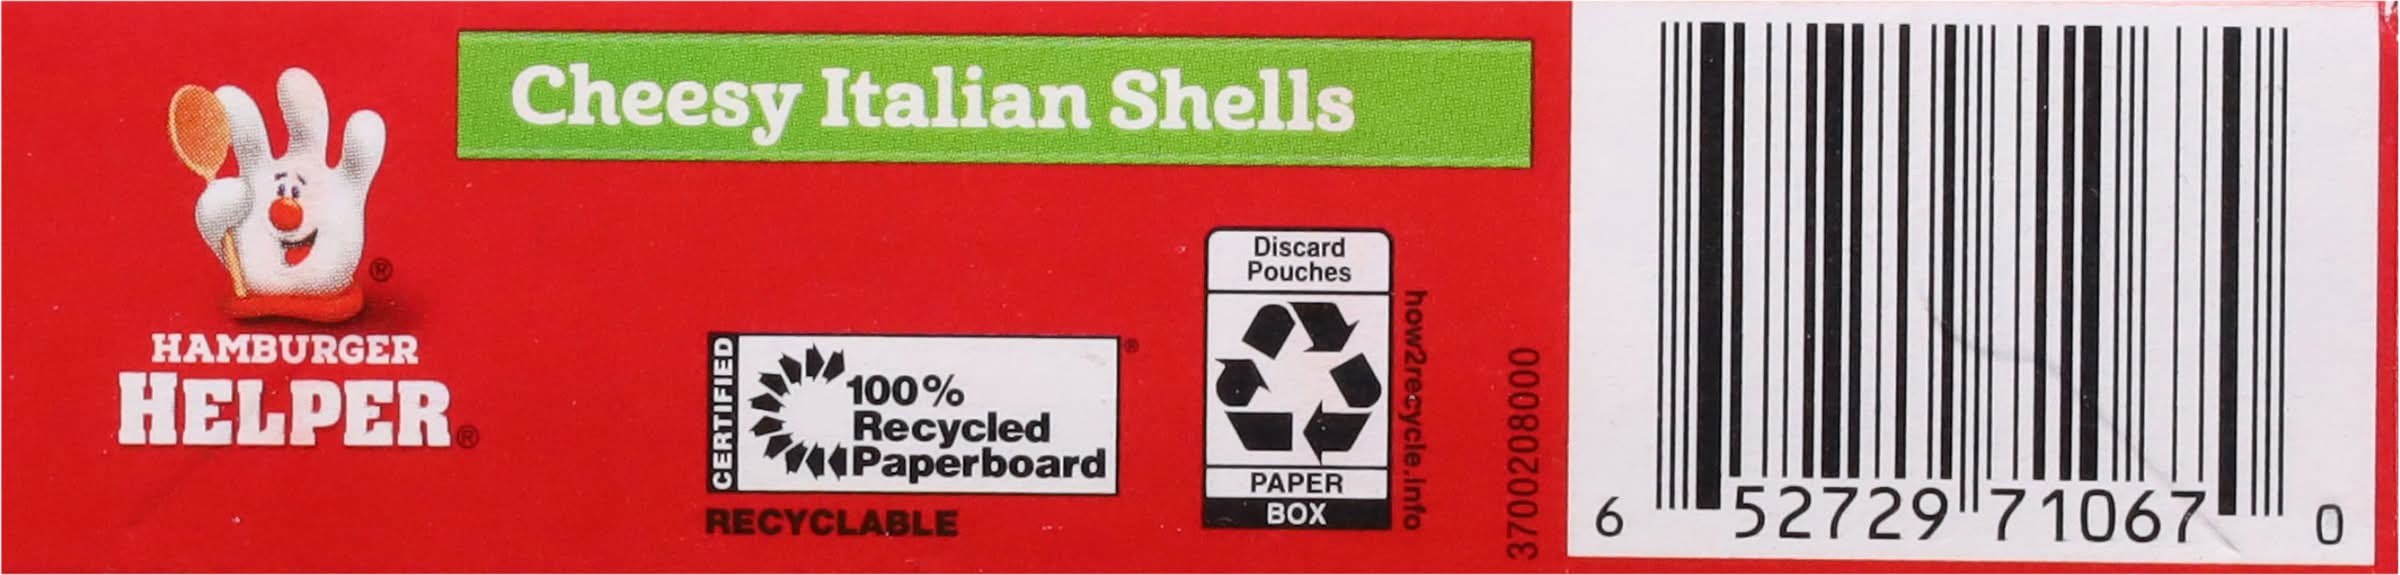 Cheesy Italian Shells
®
HAMBURGER
HELPER®
CERTIFIED
100%
Recycled
Paperboard
®
RECYCLABLE
Discard
Pouches
PAPER
BOX
how2recycle.info
3700208000
6 52729 71067 0